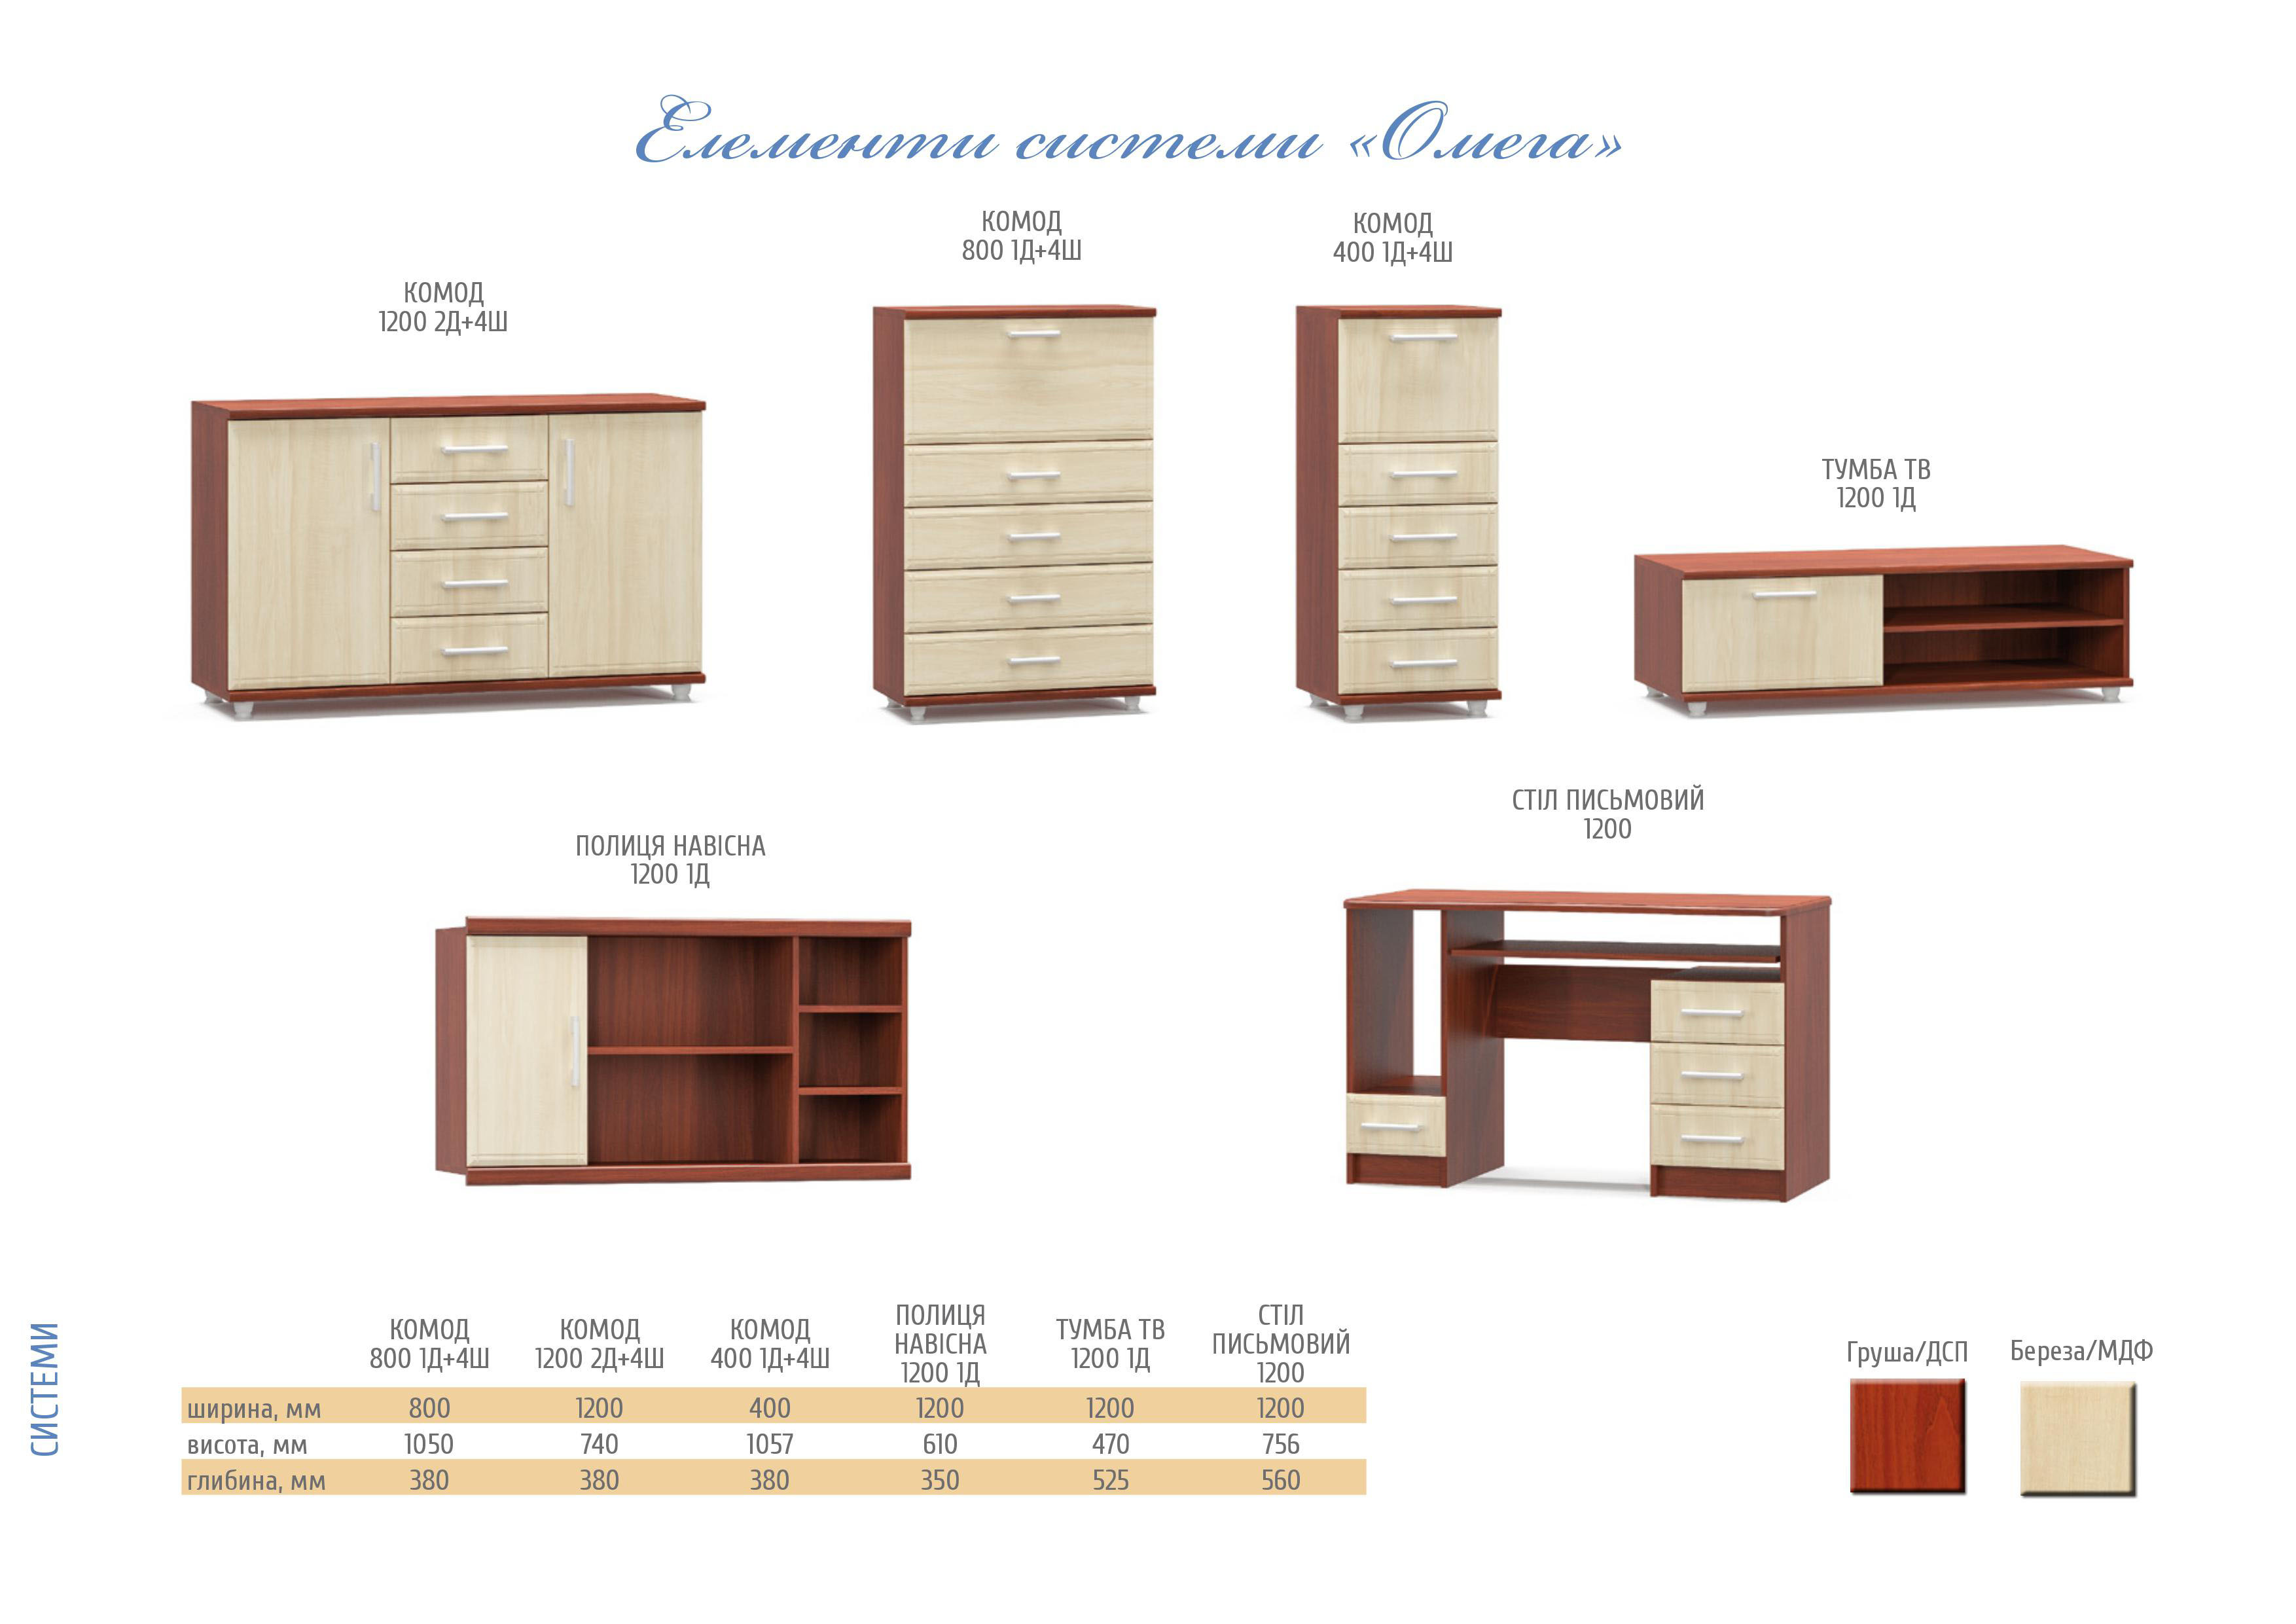 Елементи системи «Омега»
КОМОД
800 1Д+4Ш
КОМОД
400 1Д+4Ш
КОМОД
1200 2Д+4Ш
ТУМБА ТВ
1200 1Д
СТІЛ ПИСЬМОВИЙ
1200
ПОЛИЦЯ НАВІСНА
1200 1Д
СИСТЕМИ
КОМОД
800 1Д+4Ш
КОМОД
1200 2Д+4Ш
КОМОД
400 1Д+4Ш
ПОЛИЦЯ
НАВІСНА
1200 1Д
ТУМБА ТВ
1200 1Д
СТІЛ
ПИСЬМОВИЙ
1200
ширина, мм 800 1200 400 1200 1200 1200
висота, мм 1050 740 1057 610 470 756
глибина, мм 380 380 380 350 525 560
Груша/ДСП
Береза/МДФ